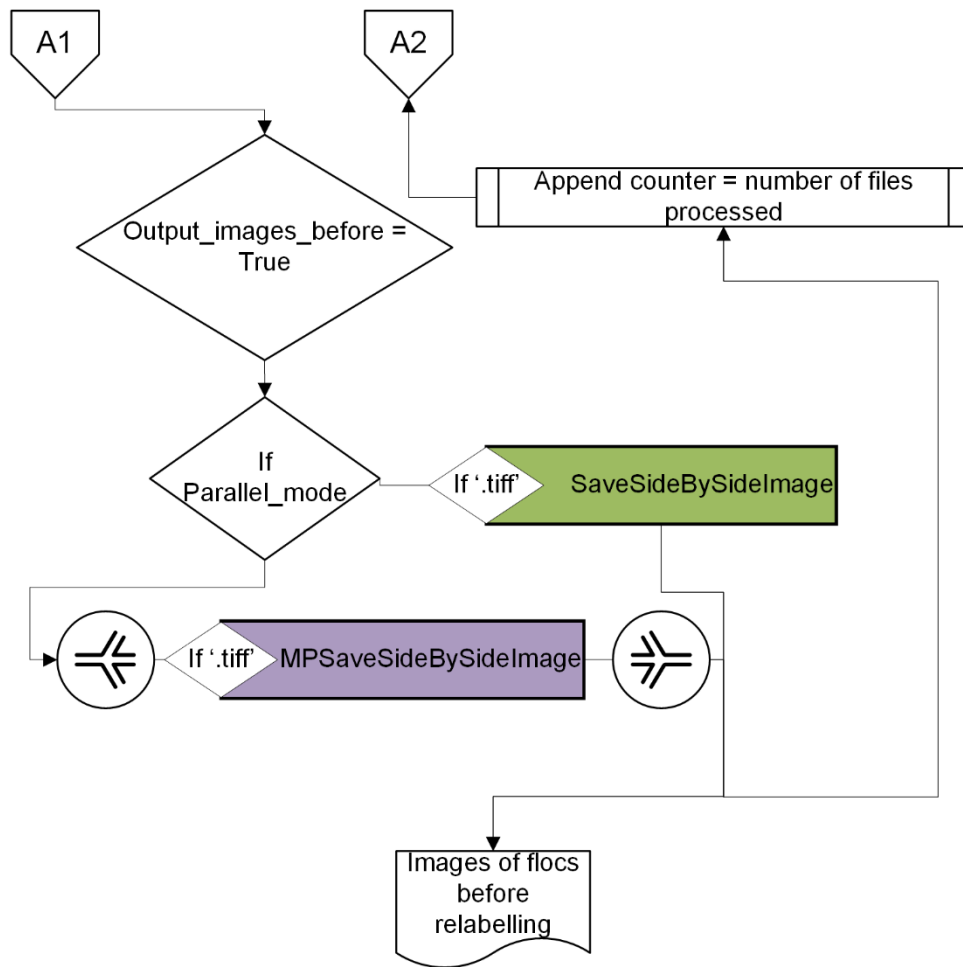 A1
A2
Append counter = number of files
processed
Output_images_before =
True
If
Parallel_mode
If ‘.tiff’
SaveSideBySideImage
If ‘.tiff’
MPSaveSideBySideImage
Images of flocs
before
relabelling